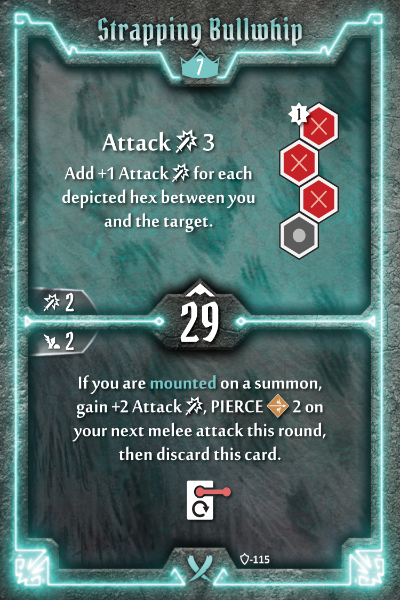 Strapping Bullwhip
7
1
Attack 3
Add +1 Attack for each
depicted hex between you
and the target.
2
29
2
If you are mounted on a summon,
gain +2 Attack, PIERCE 2 on
your next melee attack this round,
then discard this card.
-115